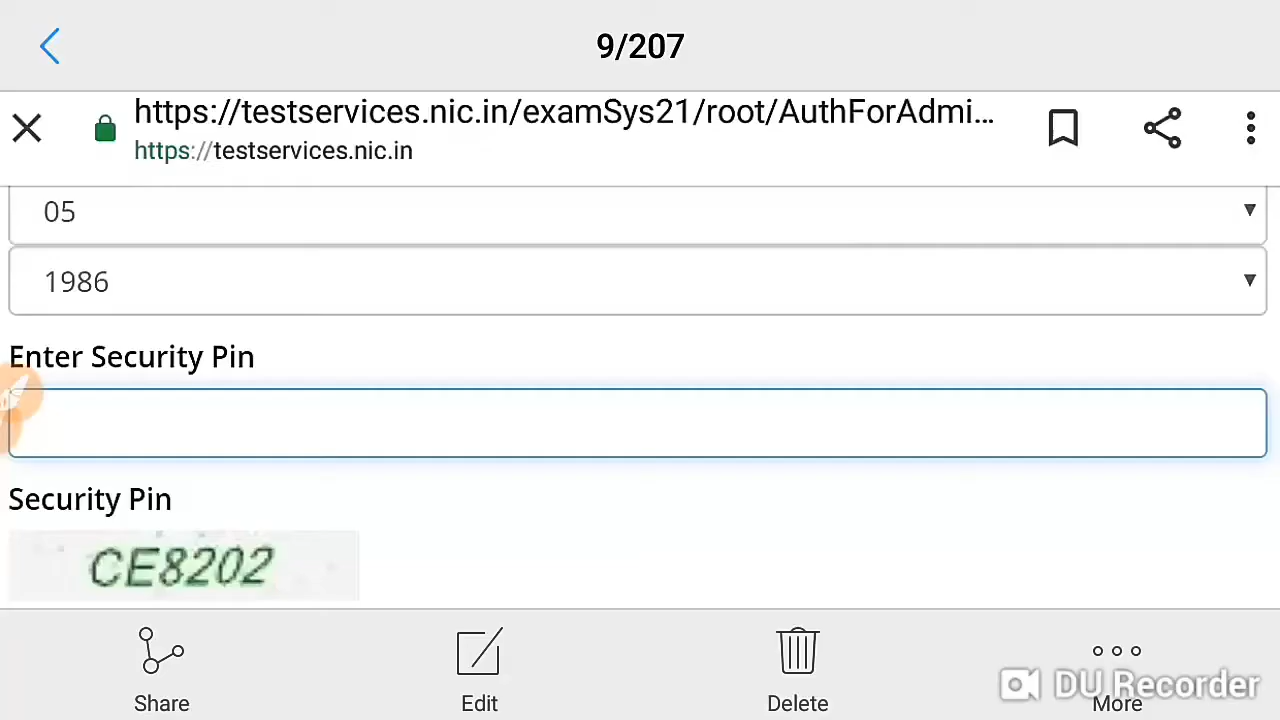 9/207
https://testservices.nic.in/examSys21/root/AuthForAdmi...
https://testservices.nic.in
05
1986
Enter Security Pin
Security Pin
CE8202
Share
Edit
Delete
More
DU Recorder